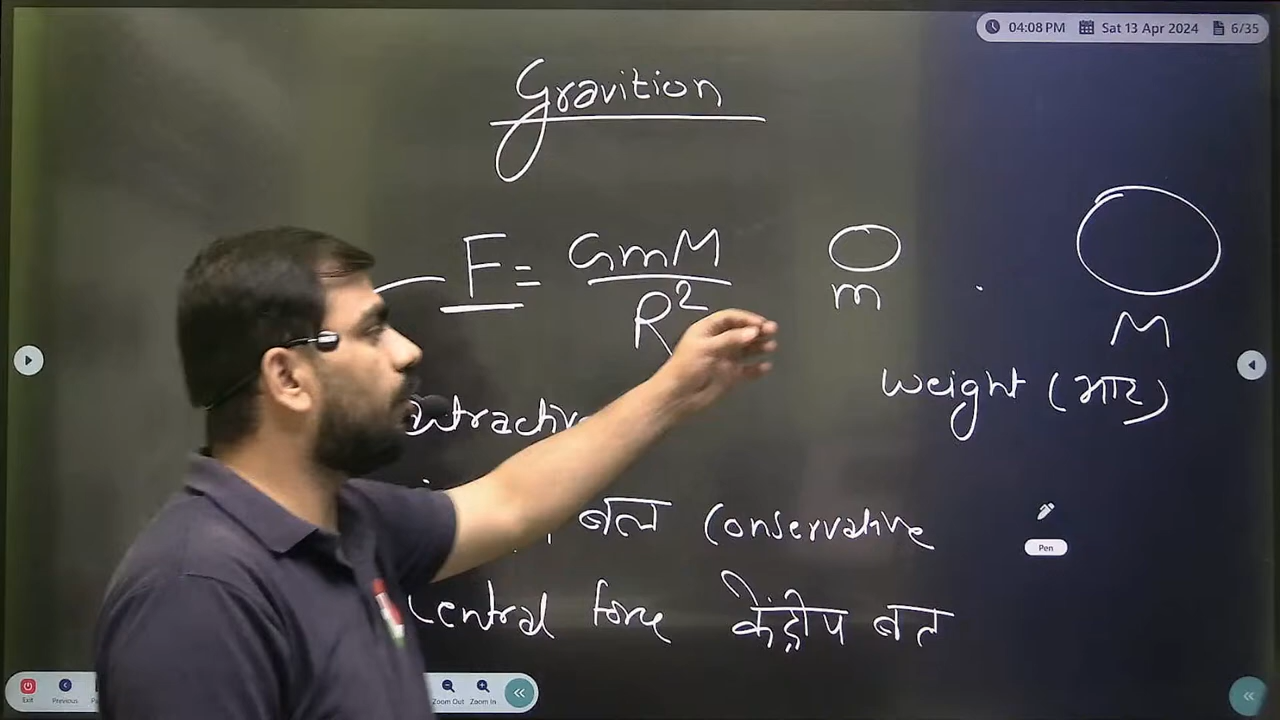 04:08 PM Sat 13 Apr 2024 6/35
Gravition
F = GmM
R²
m
M
weight (भार)
attractive
बल conservative
central force केंद्रीय बल
Pen
Exit Previous Zoom Out Zoom In